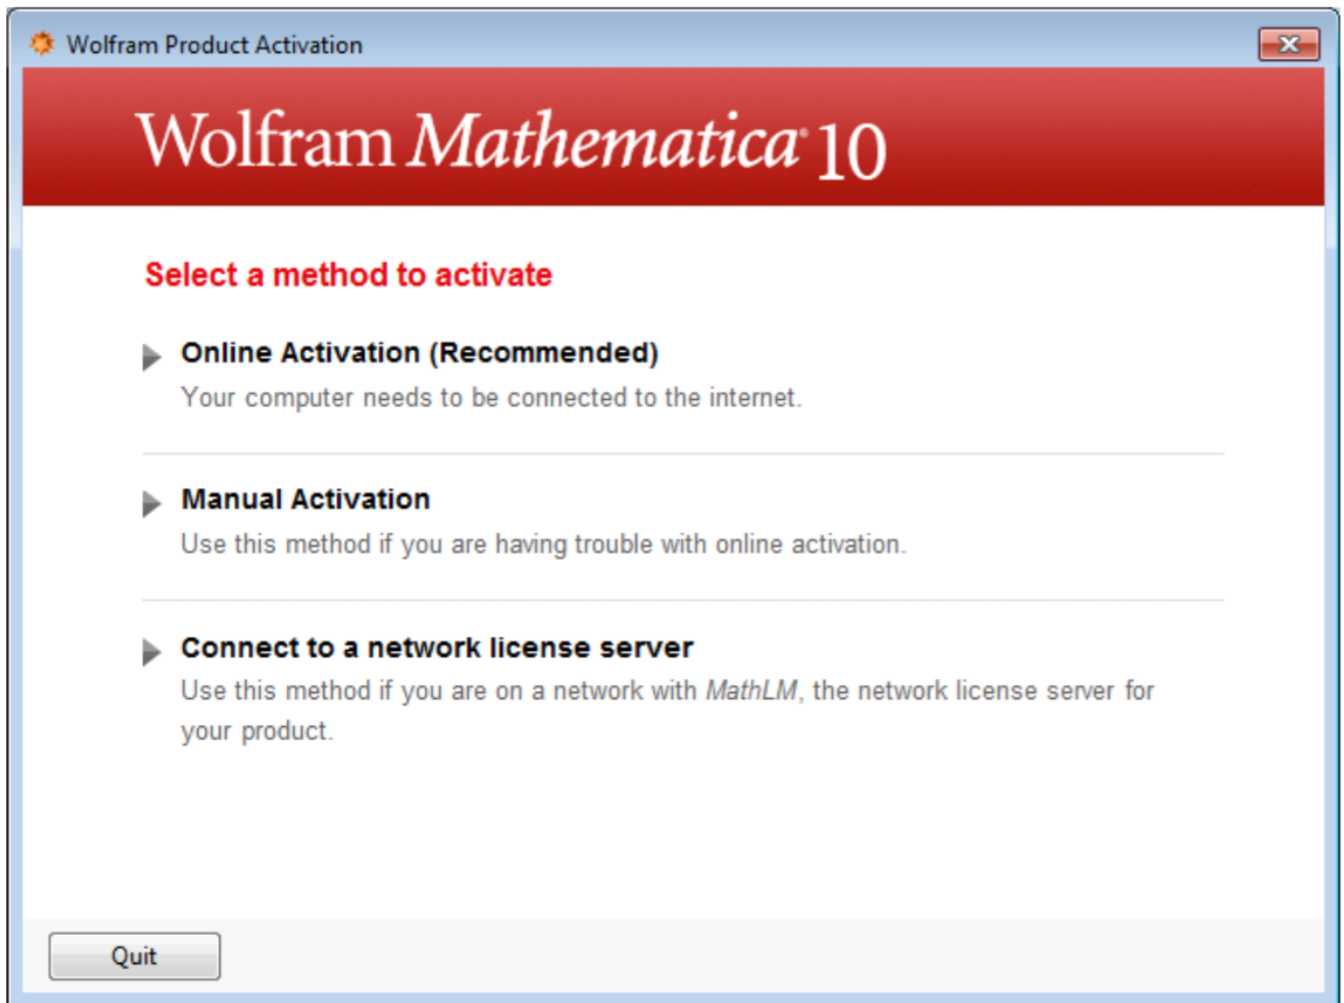 Wolfram Product Activation
Wolfram Mathematica® 10
Select a method to activate
Online Activation (Recommended)
Your computer needs to be connected to the internet.
Manual Activation
Use this method if you are having trouble with online activation.
Connect to a network license server
Use this method if you are on a network with MathLM, the network license server for
your product.
Quit